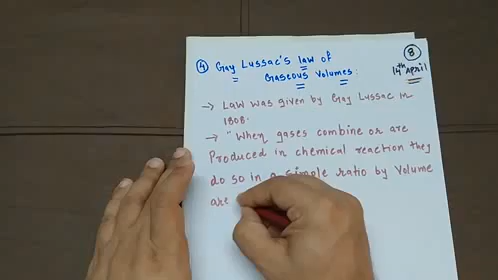 ④ Gay Lussac's law of
Gaseous Volumes:
⑧
14th April
→ Law was given by Gay Lussac in
1808.
→ "When gases combine or are
Produced in chemical reaction they
do so in a simple ratio by Volume
are